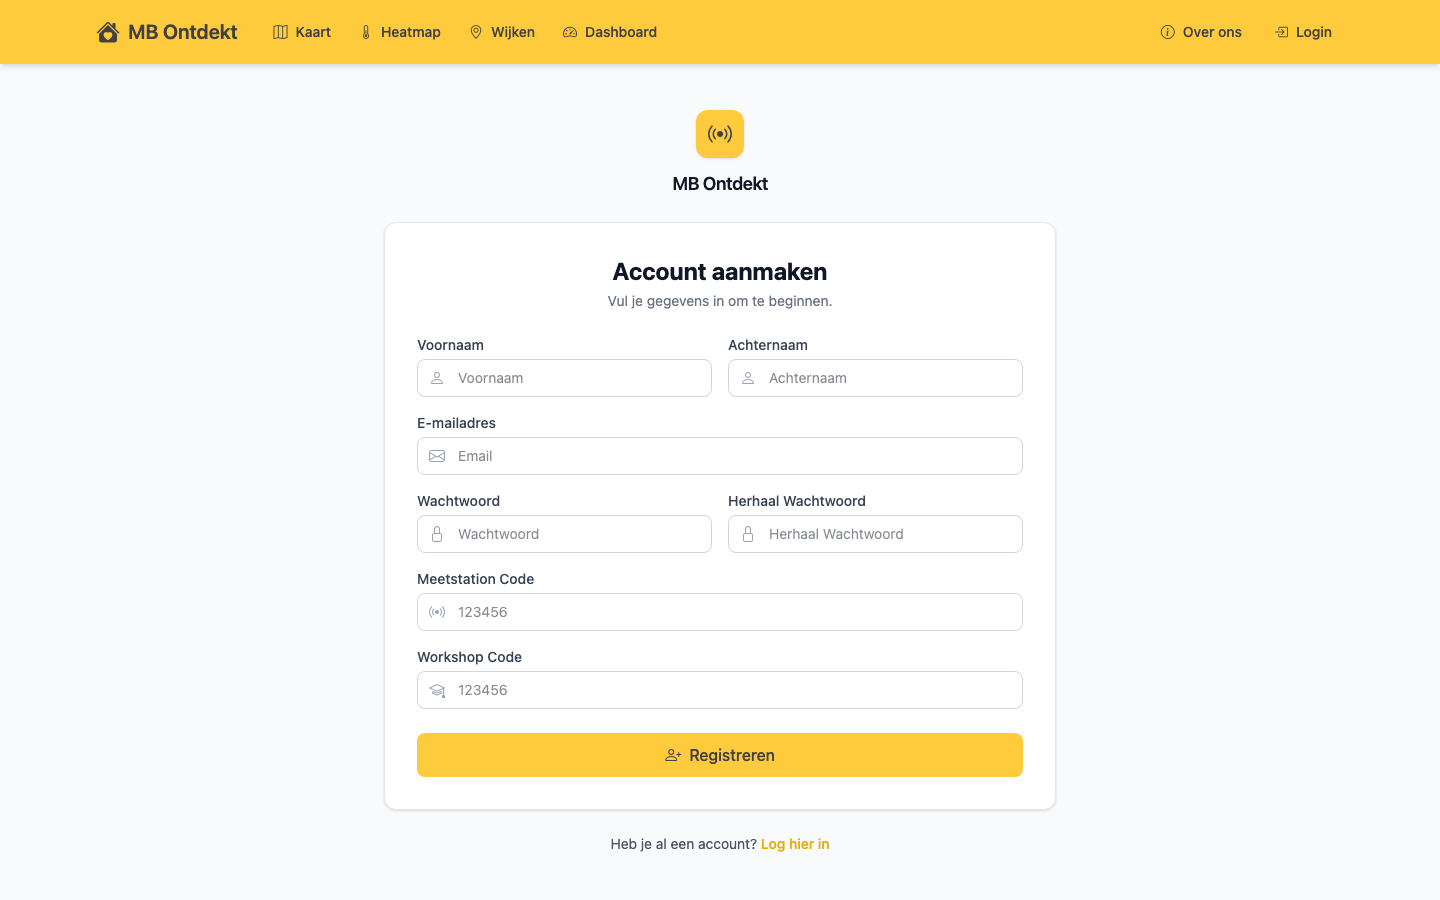 MB Ontdekt Kaart Heatmap Wijken Dashboard Over ons Login
MB Ontdekt
Account aanmaken
Vul je gegevens in om te beginnen.
Voornaam Achternaam
Voornaam Achternaam
E-mailadres
Email
Wachtwoord Herhaal Wachtwoord
Wachtwoord Herhaal Wachtwoord
Meetstation Code
123456
Workshop Code
123456
Registreren
Heb je al een account? Log hier in